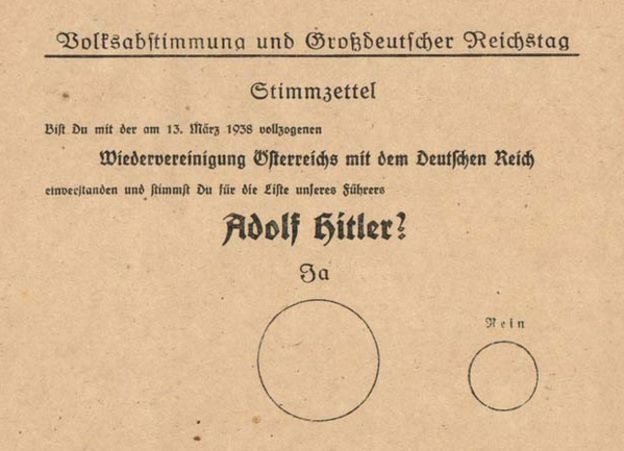 Volksabstimmung und Großdeutscher Reichstag
Stimmzettel
Bist Du mit der am 13. März 1938 vollzogenen
Wiedervereinigung Österreichs mit dem Deutschen Reich
einverstanden und stimmst Du für die Liste unseres Führers
Adolf Hitler?
Ja
Nein